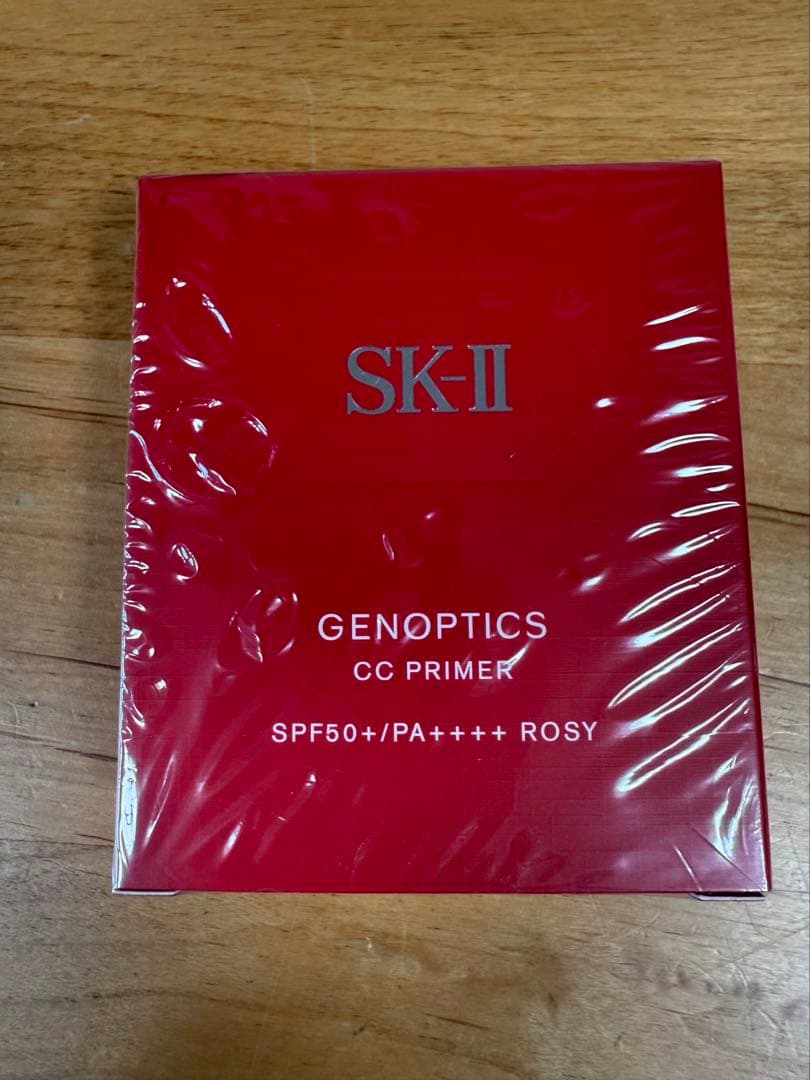 SK-II
GENOPTICS
CC PRIMER
SPF50+/PA++++ ROSY